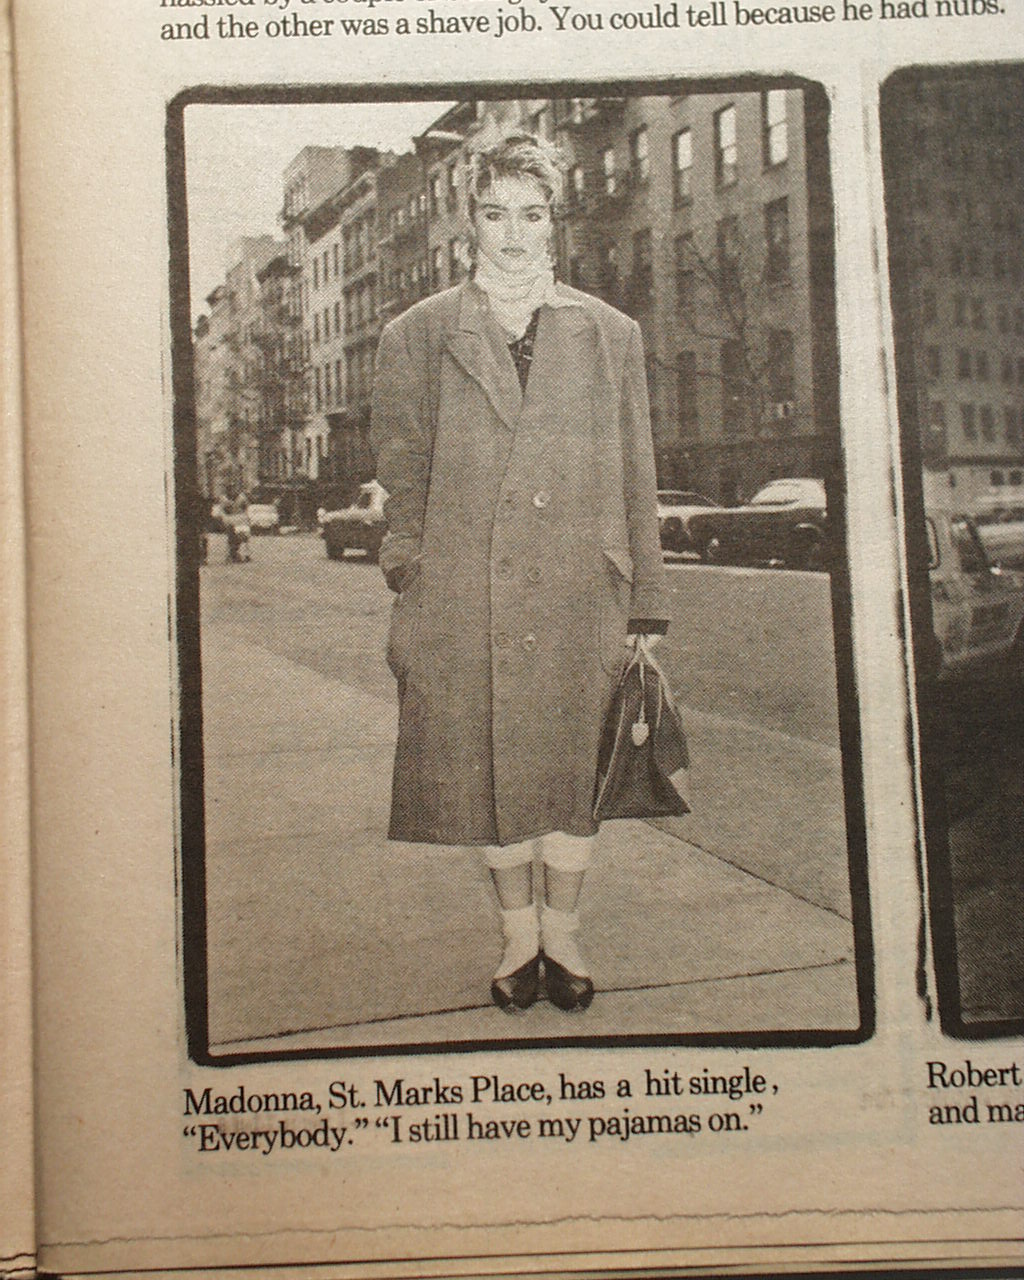 and the other was a shave job. You could tell because he had nubs.
Madonna, St. Marks Place, has a hit single,
“Everybody.” “I still have my pajamas on.”
Robert
and ma